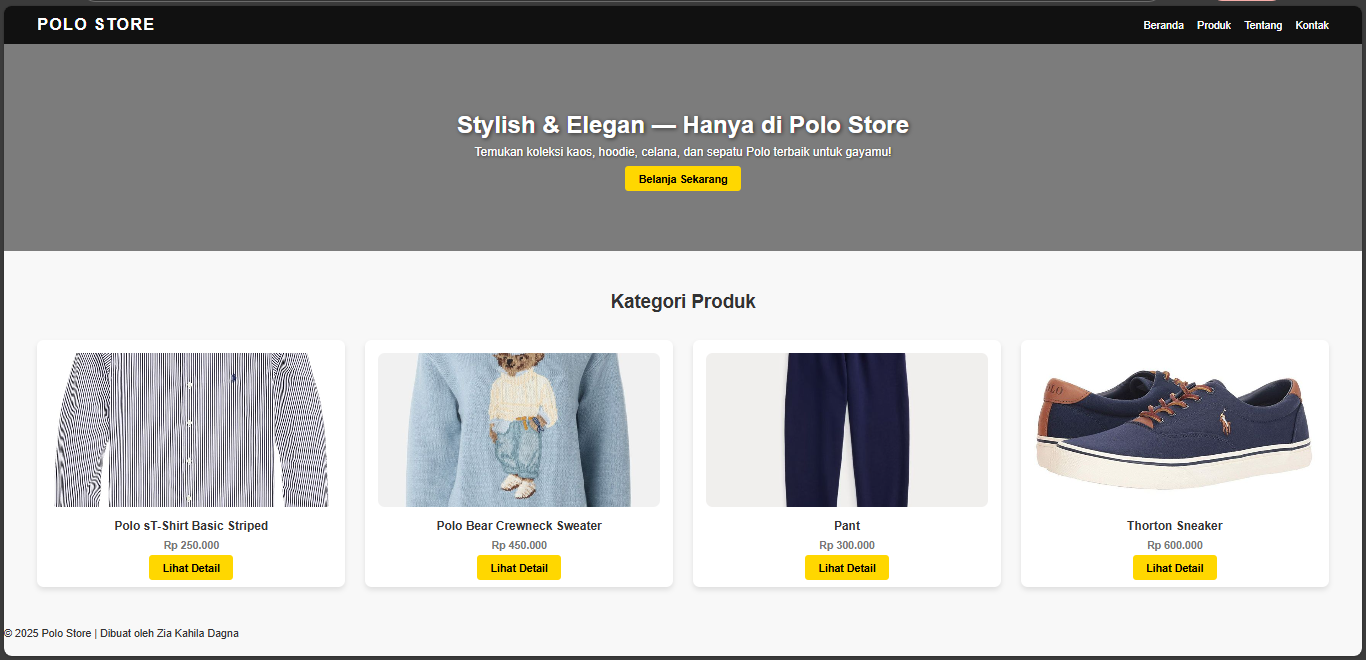 POLO STORE
Beranda Produk Tentang Kontak
Stylish & Elegan — Hanya di Polo Store
Temukan koleksi kaos, hoodie, celana, dan sepatu Polo terbaik untuk gayamu!
Belanja Sekarang
Kategori Produk
Polo sT-Shirt Basic Striped
Rp 250.000
Lihat Detail
Polo Bear Crewneck Sweater
Rp 450.000
Lihat Detail
Pant
Rp 300.000
Lihat Detail
Thorton Sneaker
Rp 600.000
Lihat Detail
© 2025 Polo Store | Dibuat oleh Zia Kahila Dagna